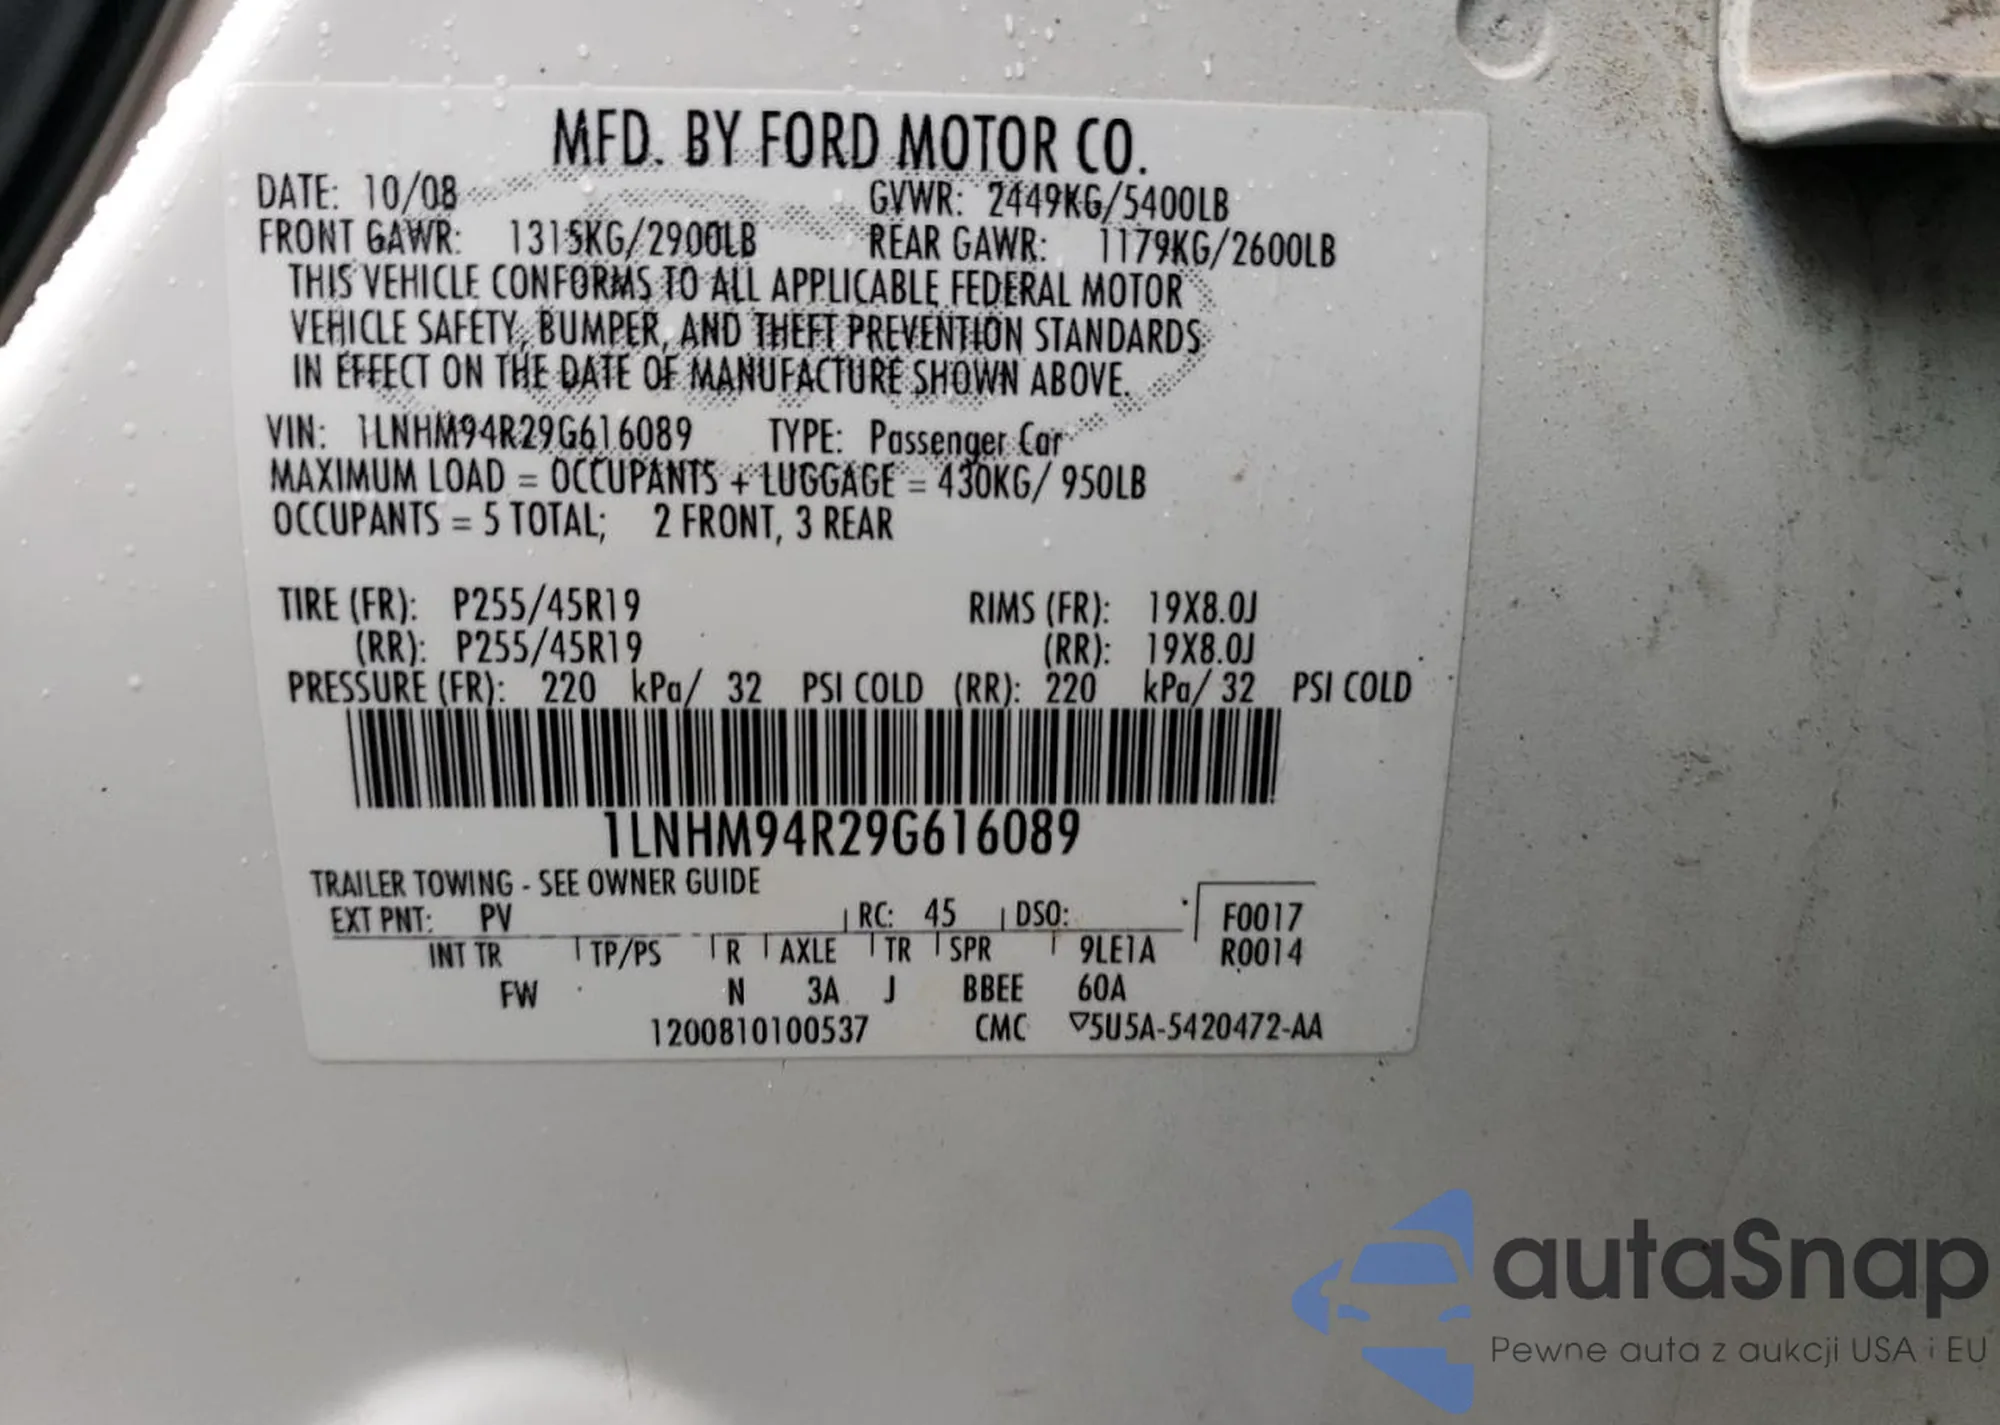 MFD. BY FORD MOTOR CO.
DATE: 10/08 GVWR: 2449KG/5400LB
FRONT GAWR: 1315KG/2900LB REAR GAWR: 1179KG/2600LB
THIS VEHICLE CONFORMS TO ALL APPLICABLE FEDERAL MOTOR
VEHICLE SAFETY, BUMPER, AND THEFT PREVENTION STANDARDS
IN EFFECT ON THE DATE OF MANUFACTURE SHOWN ABOVE.
VIN: 1LNHM94R29G616089 TYPE: Passenger Car
MAXIMUM LOAD = OCCUPANTS + LUGGAGE = 430KG/ 950LB
OCCUPANTS = 5 TOTAL; 2 FRONT, 3 REAR
TIRE (FR): P255/45R19 RIMS (FR): 19X8.0J
(RR): P255/45R19 (RR): 19X8.0J
PRESSURE (FR): 220 kPa/ 32 PSI COLD (RR): 220 kPa/ 32 PSI COLD
1LNHM94R29G616089
TRAILER TOWING - SEE OWNER GUIDE
EXT PNT: PV RC: 45 DSO: F0017
INT TR TP/PS R AXLE TR SPR 9LE1A R0014
FW N 3A J BBEE 60A
1200810100537 CMC ▽5U5A-5420472-AA
autaSnap
Pewne auta z aukcji USA i EU